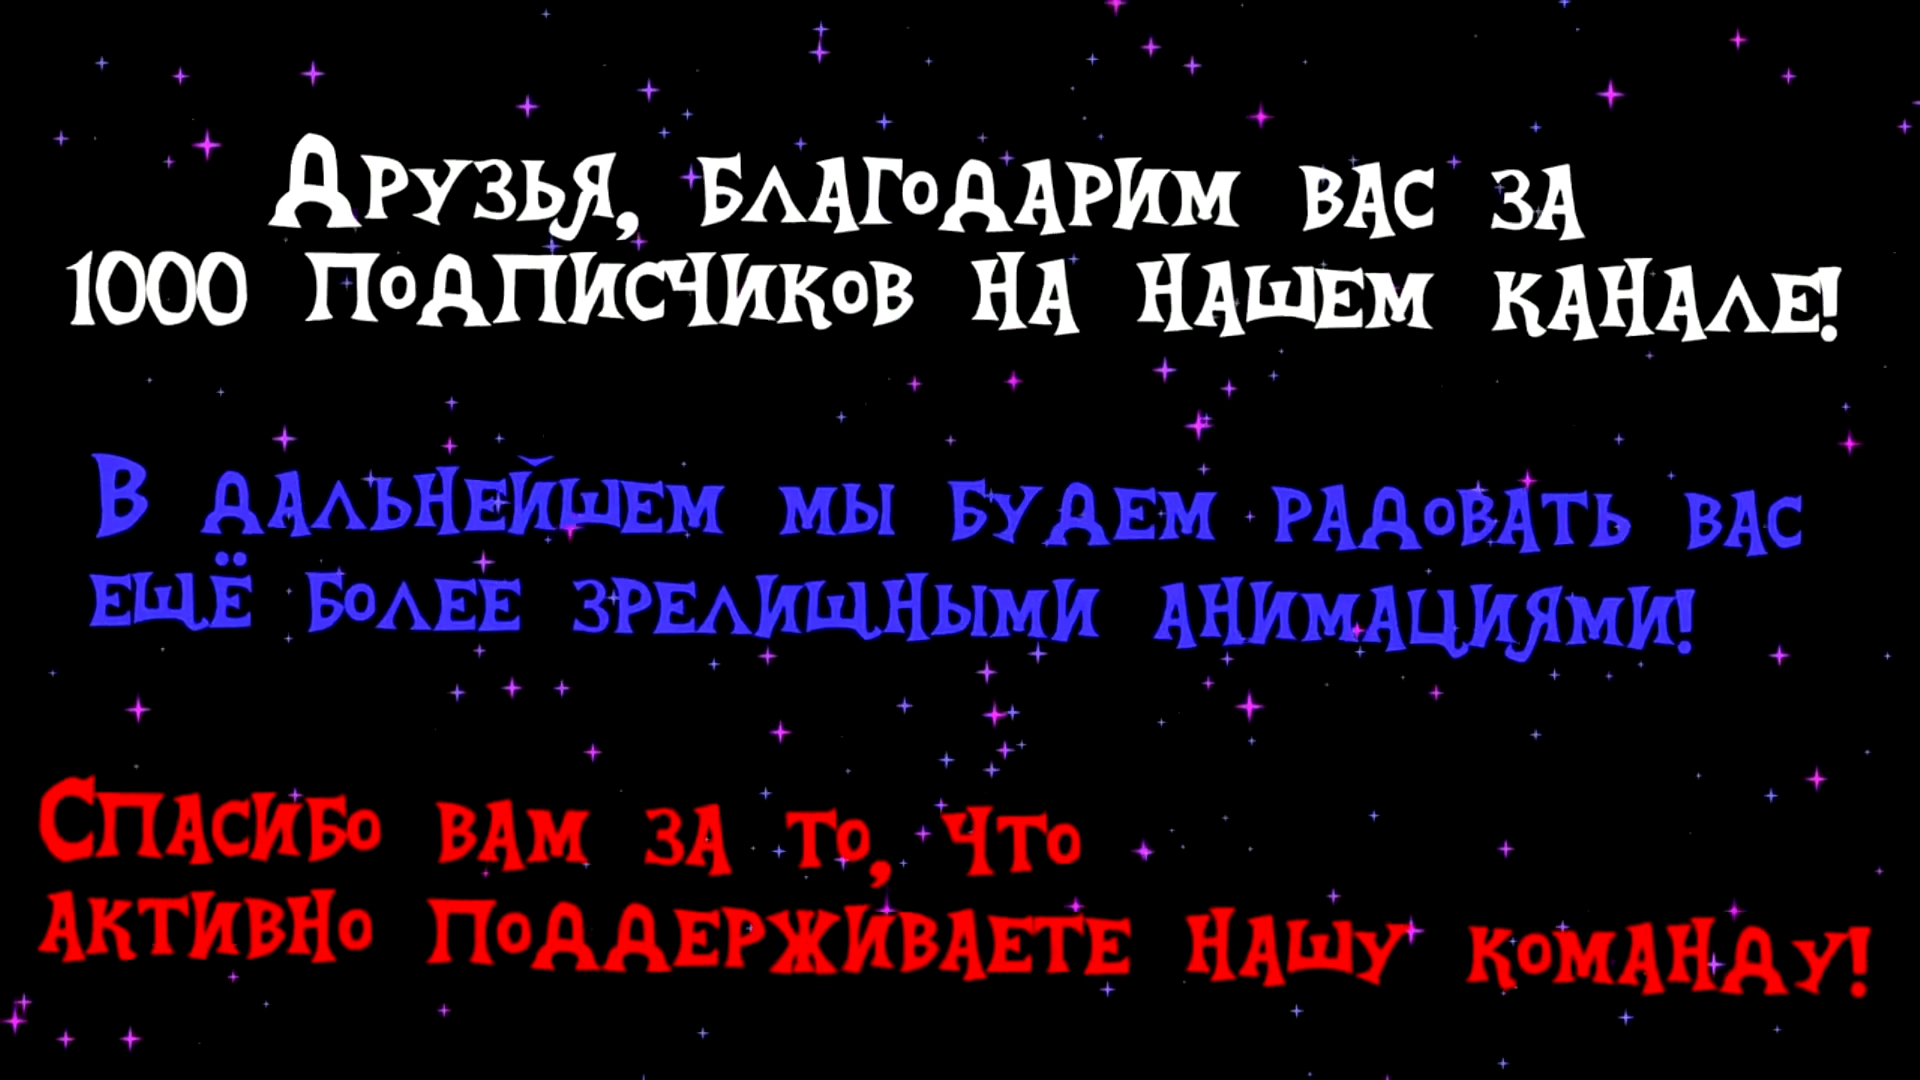 Друзья, благодарим вас за
1000 подписчиков на нашем канале!
В дальнейшем мы будем радовать вас
ещё более зрелищными анимациями!
Спасибо вам за то, что
активно поддерживаете нашу команду!